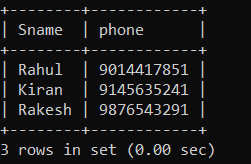 +--------+------------+
| Sname  | phone      |
+--------+------------+
| Rahul  | 9014417851 |
| Kiran  | 9145635241 |
| Rakesh | 9876543291 |
+--------+------------+
3 rows in set (0.00 sec)